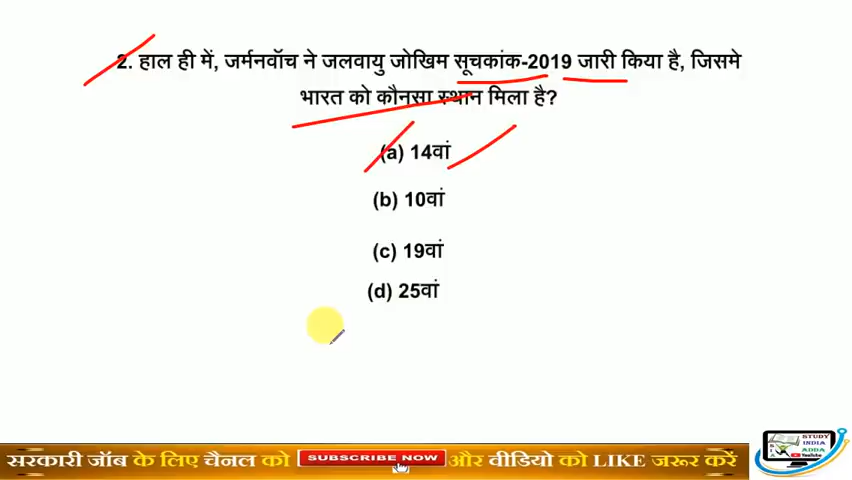 2. हाल ही में, जर्मनवॉच ने जलवायु जोखिम सूचकांक-2019 जारी किया है, जिसमे
भारत को कौनसा स्थान मिला है?
(a) 14वां
(b) 10वां
(c) 19वां
(d) 25वां
STUDY
INDIA
ADDA
YouTube
सरकारी जॉब के लिए चैनल को SUBSCRIBE NOW और वीडियो को LIKE जरूर करें